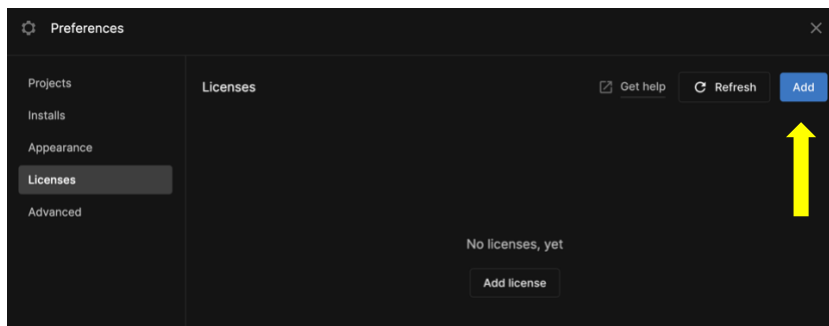 Preferences
Projects
Installs
Appearance
Licenses
Advanced
Licenses
Get help
Refresh
Add
No licenses, yet
Add license